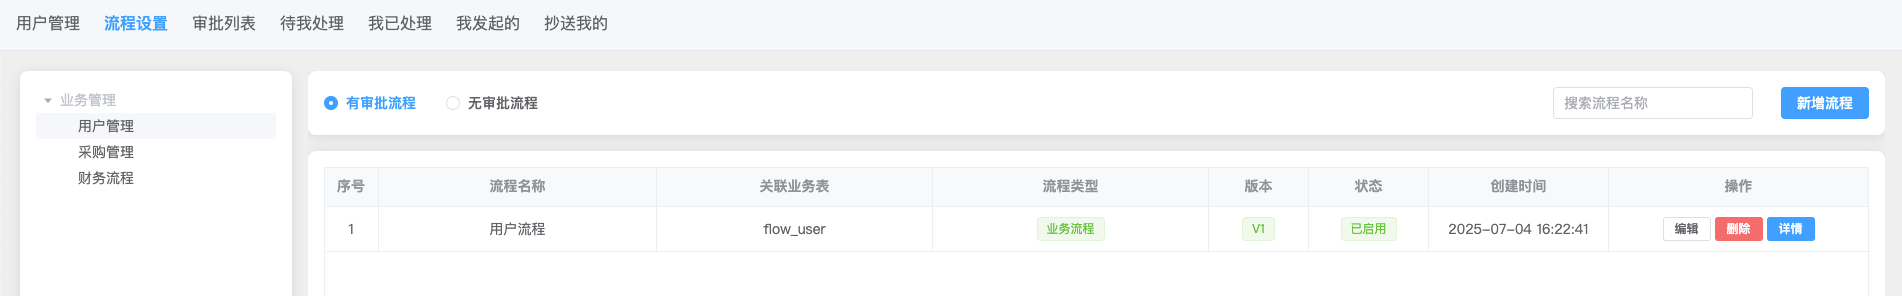 用户管理 流程设置 审批列表 待我处理 我已处理 我发起的 抄送我的
业务管理
用户管理
采购管理
财务流程
有审批流程 无审批流程 搜索流程名称 新增流程
序号 流程名称 关联业务表 流程类型 版本 状态 创建时间 操作
1 用户流程 flow_user 业务流程 V1 已启用 2025-07-04 16:22:41 编辑 删除 详情